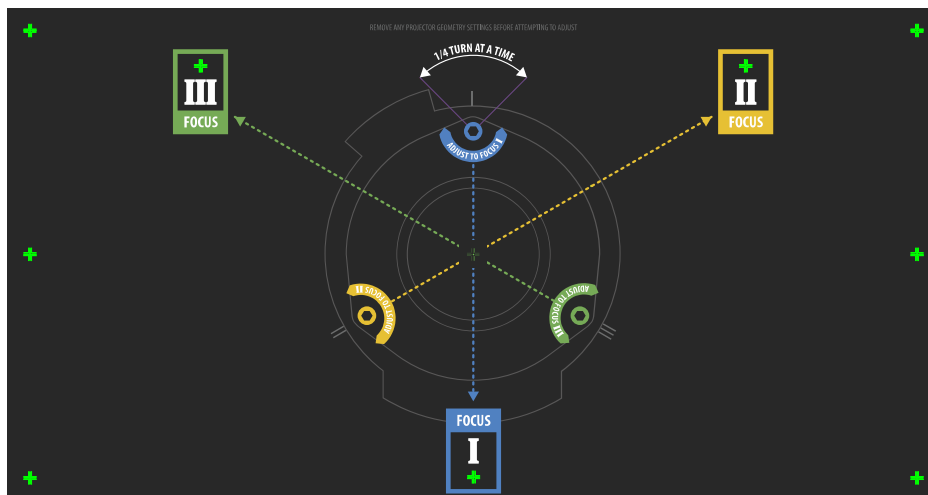 REMOVE ANY PROJECTOR GEOMETRY SETTINGS BEFORE ATTEMPTING TO ADJUST
1/4 TURN AT A TIME
III
FOCUS
II
FOCUS
ADJUST TO FOCUS I
ADJUST TO FOCUS II
ADJUST TO FOCUS III
FOCUS
I